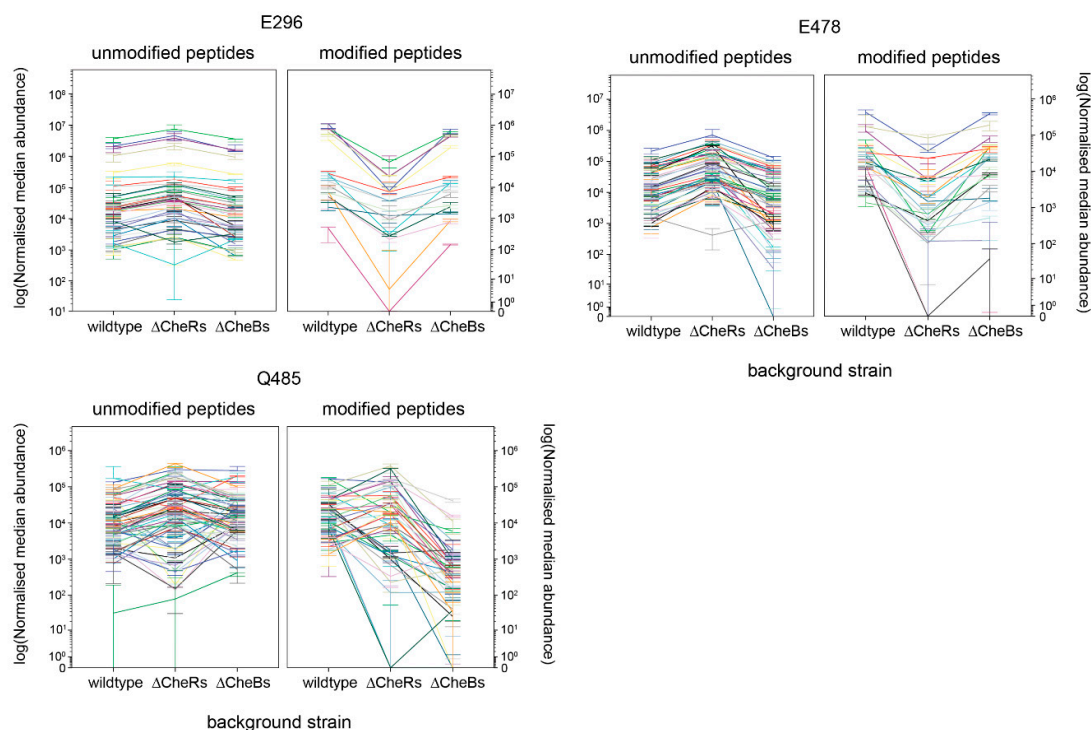 E296
unmodified peptides
modified peptides
log(Normalised median abundance)
10⁸
10⁷
10⁶
10⁵
10⁴
10³
10²
10¹
10⁷
10⁶
10⁵
10⁴
10³
10²
10¹
10⁰
0
wildtype ΔCheRs ΔCheBs
wildtype ΔCheRs ΔCheBs
E478
unmodified peptides
modified peptides
10⁷
10⁶
10⁵
10⁴
10³
10²
10¹
10⁰
0
10⁶
10⁵
10⁴
10³
10²
10¹
10⁰
0
log(Normalised median abundance)
wildtype ΔCheRs ΔCheBs
wildtype ΔCheRs ΔCheBs
background strain
Q485
unmodified peptides
modified peptides
log(Normalised median abundance)
10⁶
10⁵
10⁴
10³
10²
10¹
10⁰
0
10⁶
10⁵
10⁴
10³
10²
10¹
10⁰
0
log(Normalised median abundance)
wildtype ΔCheRs ΔCheBs
wildtype ΔCheRs ΔCheBs
background strain